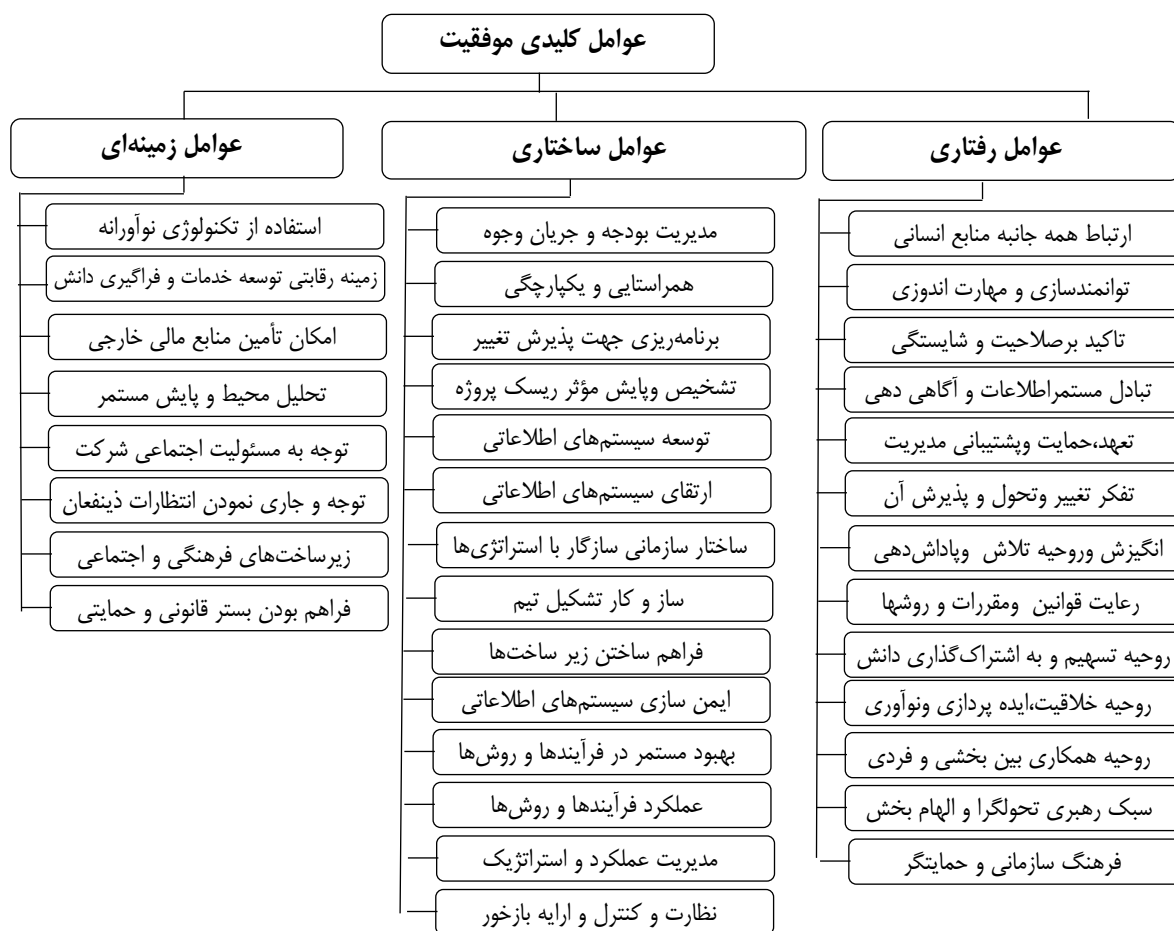 عوامل کلیدی موفقیت
عوامل رفتاری
ارتباط همه جانبه منابع انسانی
توانمندسازی و مهارت اندوزی
تاکید برصلاحیت و شایستگی
تبادل مستمراطلاعات و آگاهی دهی
تعهد،حمایت وپشتیبانی مدیریت
تفکر تغییر وتحول و پذیرش آن
انگیزش وروحیه تلاش وپاداش‌دهی
رعایت قوانین ومقررات و روشها
روحیه تسهیم و به اشتراک‌گذاری دانش
روحیه خلاقیت،ایده پردازی ونوآوری
روحیه همکاری بین بخشی و فردی
سبک رهبری تحولگرا و الهام بخش
فرهنگ سازمانی و حمایتگر
عوامل ساختاری
مدیریت بودجه و جریان وجوه
همراستایی و یکپارچگی
برنامه‌ریزی جهت پذیرش تغییر
تشخیص وپایش مؤثر ریسک پروژه
توسعه سیستم‌های اطلاعاتی
ارتقای سیستم‌های اطلاعاتی
ساختار سازمانی سازگار با استراتژی‌ها
ساز و کار تشکیل تیم
فراهم ساختن زیر ساخت‌ها
ایمن سازی سیستم‌های اطلاعاتی
بهبود مستمر در فرآیندها و روش‌ها
عملکرد فرآیندها و روش‌ها
مدیریت عملکرد و استراتژیک
نظارت و کنترل و ارایه بازخور
عوامل زمینه‌ای
استفاده از تکنولوژی نوآورانه
زمینه رقابتی توسعه خدمات و فراگیری دانش
امکان تأمین منابع مالی خارجی
تحلیل محیط و پایش مستمر
توجه به مسئولیت اجتماعی شرکت
توجه و جاری نمودن انتظارات ذینفعان
زیرساخت‌های فرهنگی و اجتماعی
فراهم بودن بستر قانونی و حمایتی